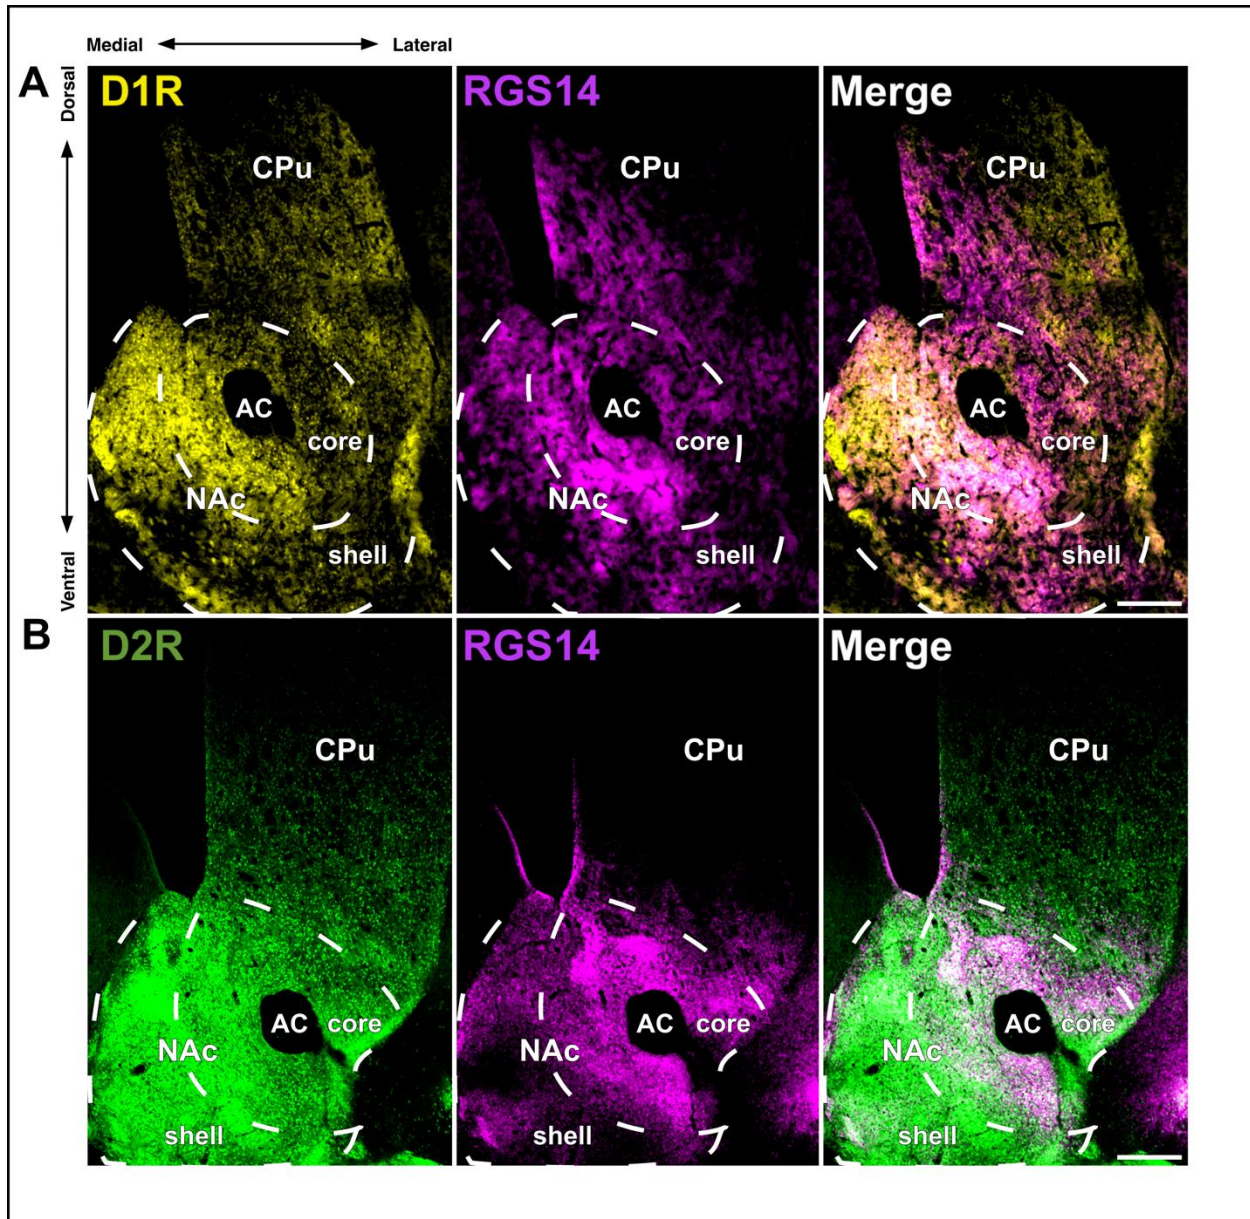 Medial Lateral
A
Dorsal
Ventral
D1R
CPu
AC
core
NAc
shell
RGS14
CPu
AC
core
NAc
shell
Merge
CPu
AC
core
NAc
shell
B
D2R
CPu
AC
core
NAc
shell
RGS14
CPu
AC
core
NAc
shell
Merge
CPu
AC
core
NAc
shell